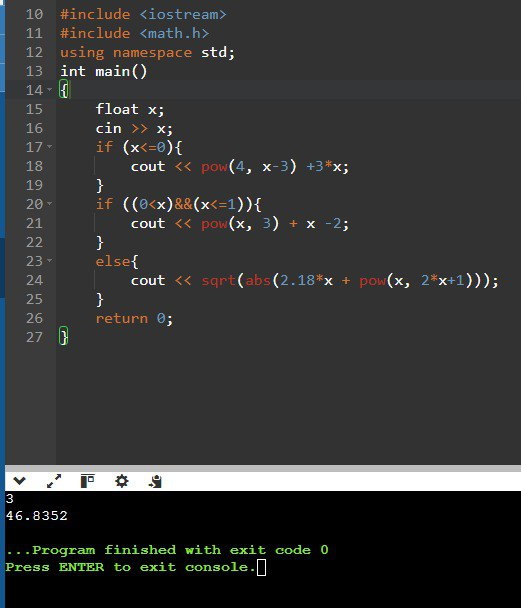 10 #include <iostream>
11 #include <math.h>
12 using namespace std;
13 int main()
14 {
15     float x;
16     cin >> x;
17     if (x<=0){
18         cout << pow(4, x-3) +3*x;
19     }
20     if ((0<x)&&(x<=1)){
21         cout << pow(x, 3) + x -2;
22     }
23     else{
24         cout << sqrt(abs(2.18*x + pow(x, 2*x+1)));
25     }
26     return 0;
27 }
3
46.8352
...Program finished with exit code 0
Press ENTER to exit console.